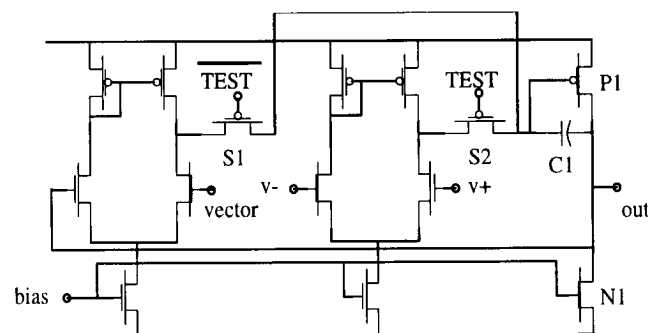 TEST
TEST
P1
S1
S2
C1
v-
v+
vector
out
bias
N1